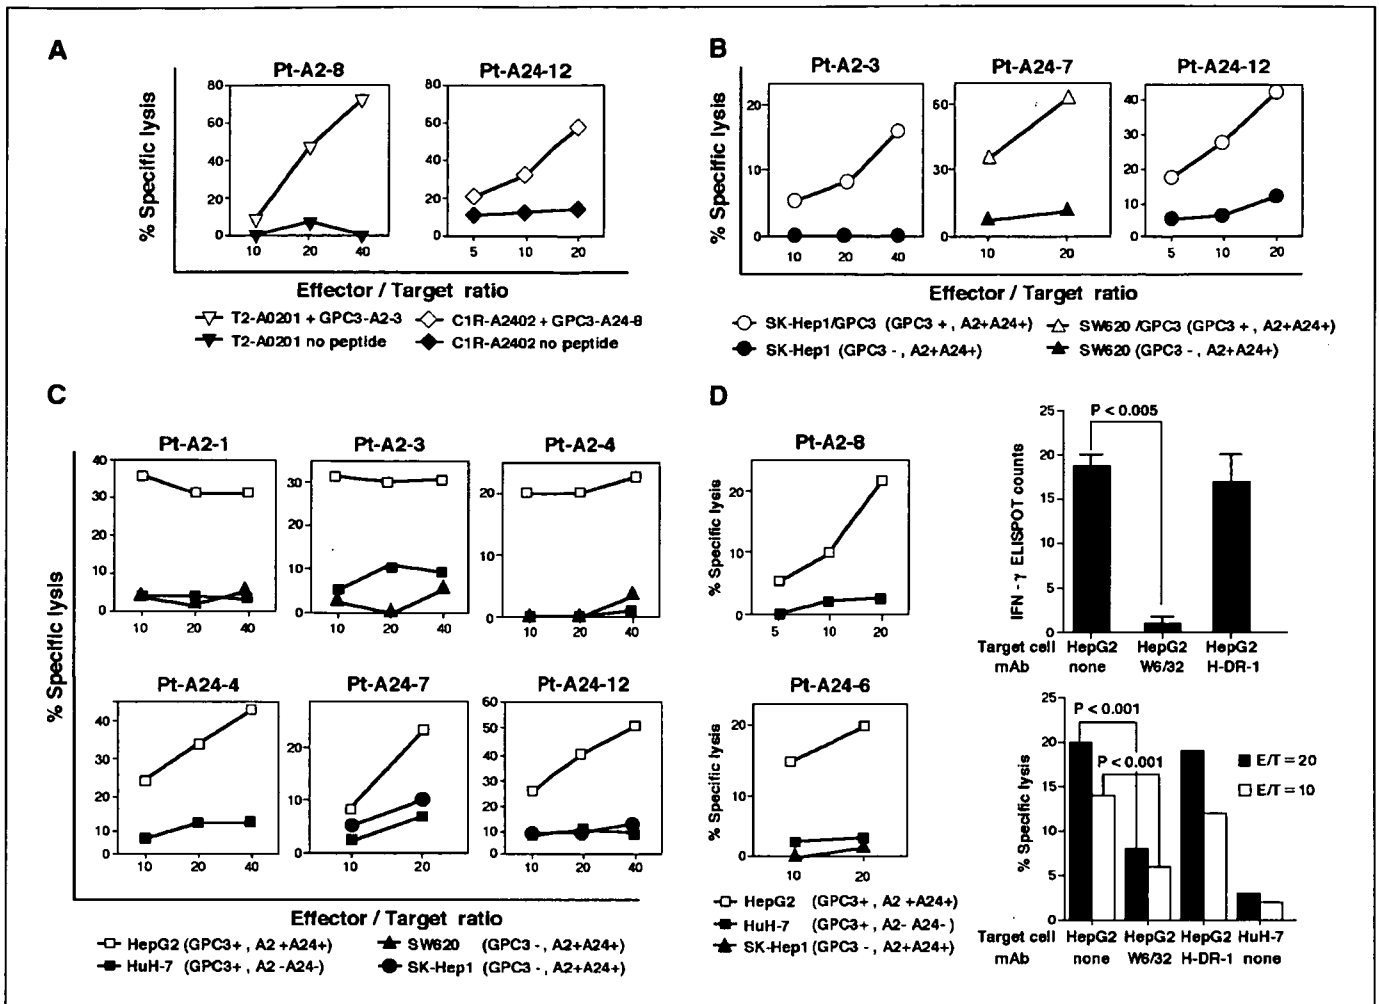 A
Pt-A2-8
Pt-A24-12
% Specific lysis
80
60
40
20
0
10
20
40
80
60
40
20
0
5
10
20
Effector / Target ratio
T2-A0201 + GPC3-A2-3
C1R-A2402 + GPC3-A24-8
T2-A0201 no peptide
C1R-A2402 no peptide
B
Pt-A2-3
Pt-A24-7
Pt-A24-12
% Specific lysis
20
10
0
10
20
40
60
30
0
10
20
40
30
20
10
0
5
10
20
Effector / Target ratio
SK-Hep1/GPC3 (GPC3 + , A2+A24+)
SW620 /GPC3 (GPC3 + , A2+A24+)
SK-Hep1 (GPC3 - , A2+A24+)
SW620 (GPC3 - , A2+A24+)
C
Pt-A2-1
Pt-A2-3
Pt-A2-4
% Specific lysis
40
30
20
10
0
10
20
40
30
20
10
0
10
20
40
20
10
0
10
20
40
Pt-A24-4
Pt-A24-7
Pt-A24-12
40
30
20
10
0
10
20
40
20
10
0
10
20
60
50
40
30
20
10
0
10
20
40
Effector / Target ratio
HepG2 (GPC3+ , A2 +A24+)
SW620 (GPC3 - , A2+A24+)
HuH-7 (GPC3+ , A2 -A24-)
SK-Hep1 (GPC3 - , A2+A24+)
D
Pt-A2-8
% Specific lysis
20
10
0
5
10
20
Pt-A24-6
% Specific lysis
20
10
0
10
20
HepG2 (GPC3+ , A2 +A24+)
HuH-7 (GPC3+ , A2- A24- )
SK-Hep1 (GPC3 - , A2+A24+)
IFN - γ ELISPOT counts
25
20
15
10
5
0
P < 0.005
Target cell HepG2 HepG2 HepG2
mAb none W6/32 H-DR-1
% Specific lysis
25
20
15
10
5
0
P < 0.001
P < 0.001
E/T = 20
E/T = 10
Target cell HepG2 HepG2 HepG2 HuH-7
mAb none W6/32 H-DR-1 none